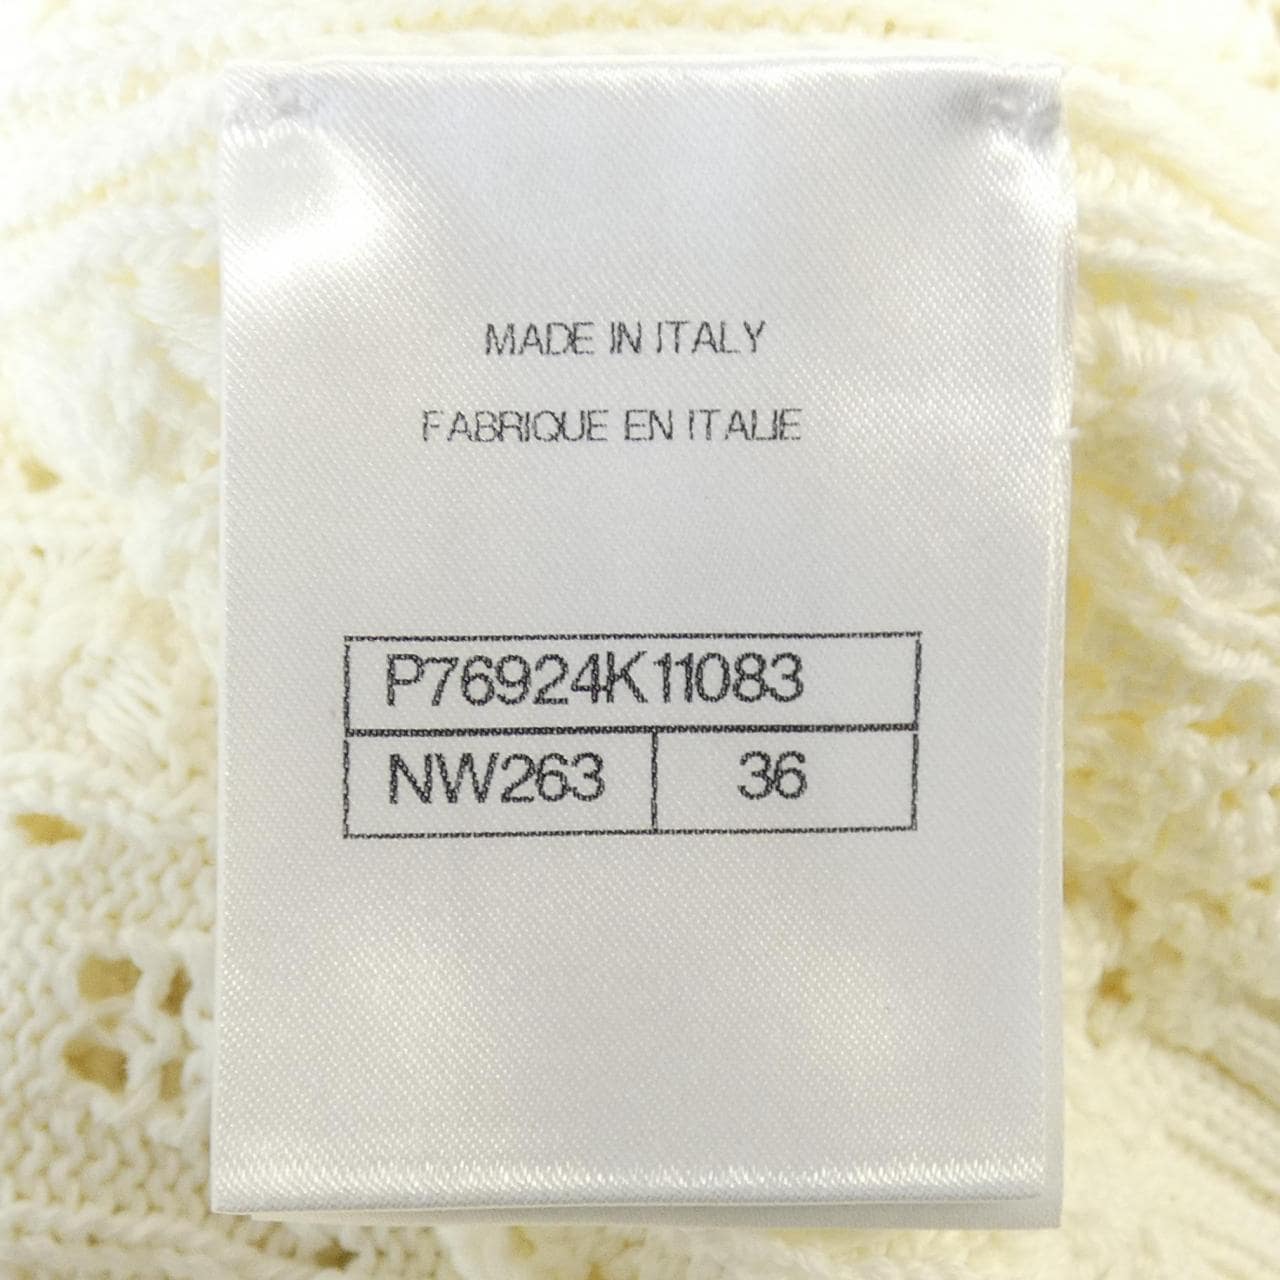 MADE IN ITALY
FABRIQUE EN ITALIE
P76924K11083
NW263 36